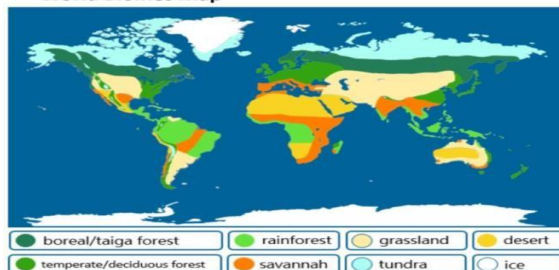 boreal/taiga forest rainforest grassland desert
temperate/deciduous forest savannah tundra ice